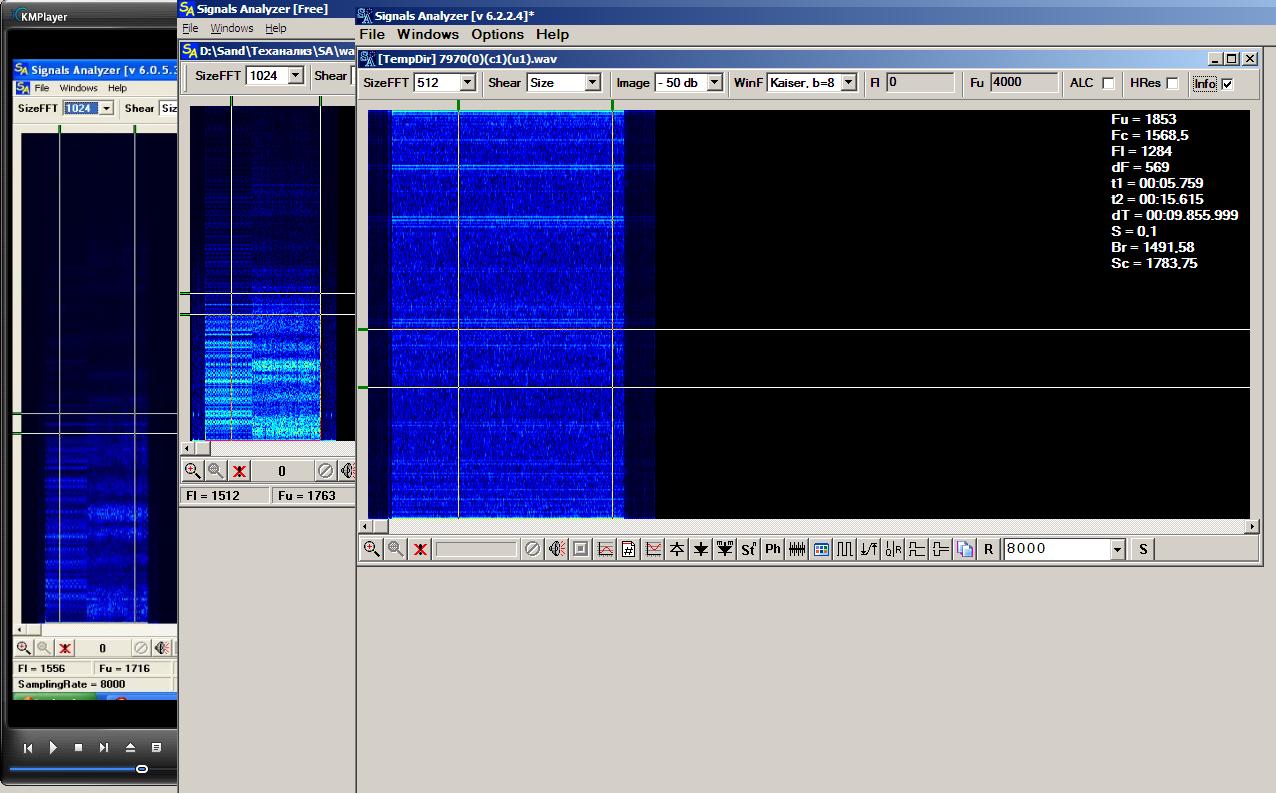 KMPlayer
Signals Analyzer [v 6.0.5.3
File Windows Help
SizeFFT 1024 Shear Siz
0
Fl = 1556 Fu = 1716
SamplingRate = 8000
Signals Analyzer [Free]
File Windows Help
D:\Sand\Теханализ\SA\wa
SizeFFT 1024 Shear
0
Fl = 1512 Fu = 1763
Signals Analyzer [v 6.2.2.4]*
File Windows Options Help
[TempDir] 7970(0)(c1)(u1).wav
SizeFFT 512 Shear Size Image - 50 db WinF Kaiser, b=8 Fl 0 Fu 4000 ALC HRes Info
Fu = 1853
Fc = 1568,5
Fl = 1284
dF = 569
t1 = 00:05.759
t2 = 00:15.615
dT = 00:09.855.999
S = 0,1
Br = 1491,58
Sc = 1783,75
Ph R 8000 S